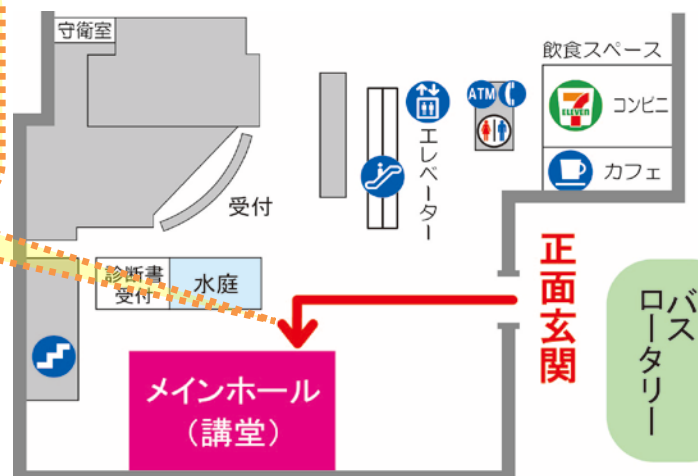 守衛室
飲食スペース
ATM
ELEVEN
コンビニ
エレベーター
カフェ
受付
正面玄関
診断書
受付
水庭
バス
ロータリー
メインホール
（講堂）